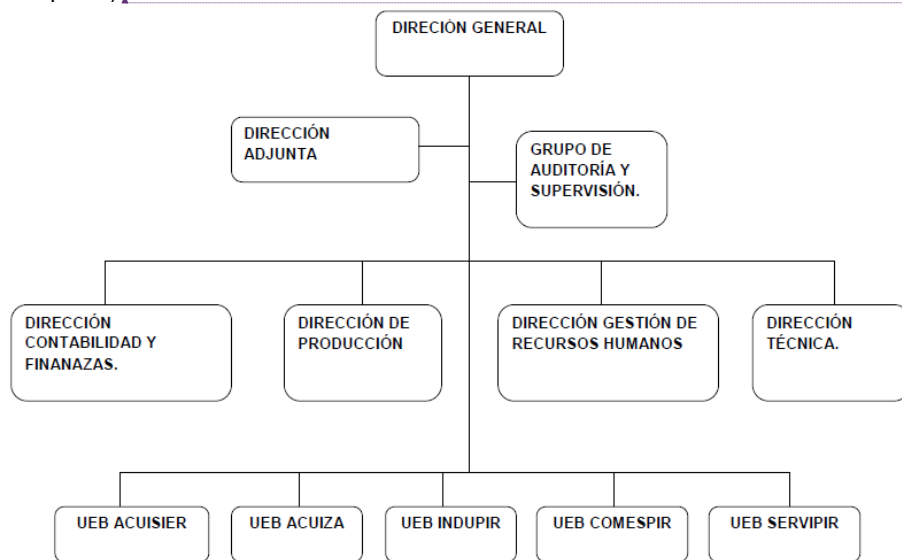 DIRECIÓN GENERAL
DIRECCIÓN
ADJUNTA
GRUPO DE
AUDITORÍA Y
SUPERVISIÓN.
DIRECCIÓN
CONTABILIDAD Y
FINANAZAS.
DIRECCIÓN DE
PRODUCCIÓN
DIRECCIÓN GESTIÓN DE
RECURSOS HUMANOS
DIRECCIÓN
TÉCNICA.
UEB ACUISIER
UEB ACUIZA
UEB INDUPIR
UEB COMESPIR
UEB SERVIPIR